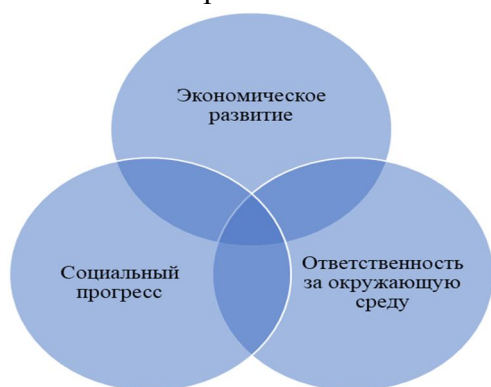 Экономическое
развитие
Социальный
прогресс
Ответственность
за окружающую
среду